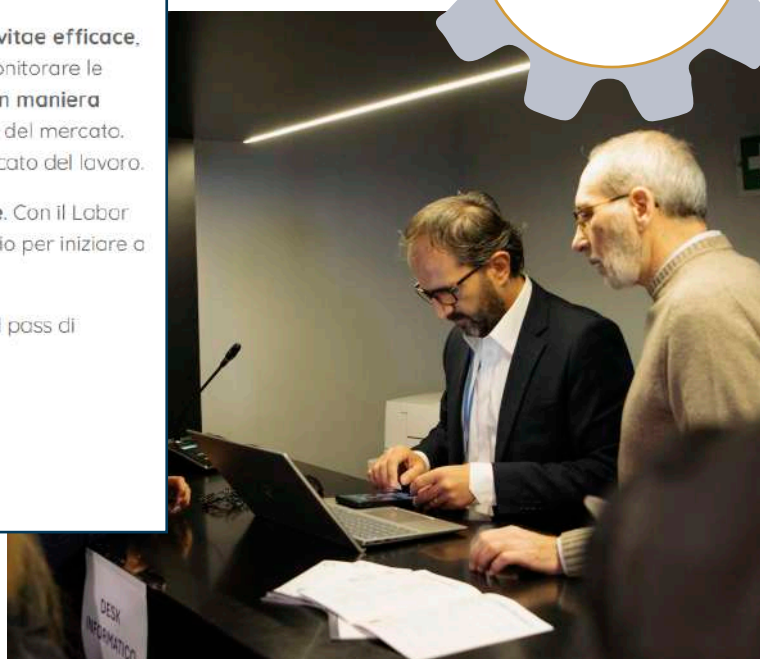 vitae efficace,
onitorare le
n maniera
del mercato.
cato del lavoro.
e. Con il Labor
io per iniziare a
pass di
DESK
INFORMATICO